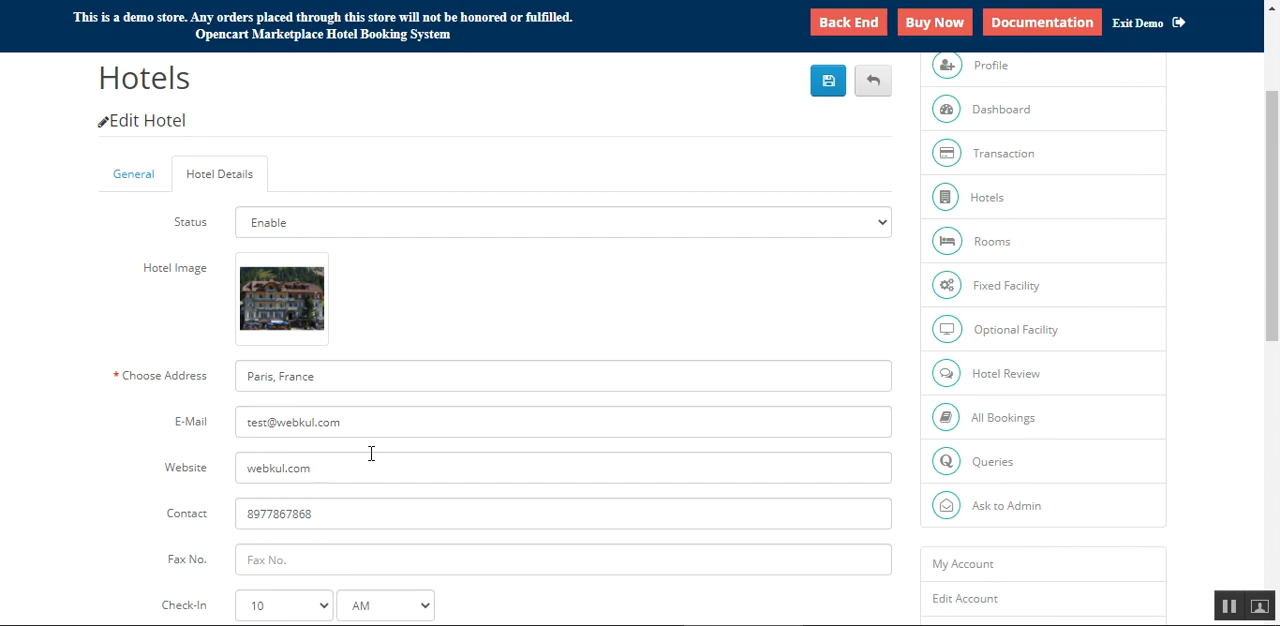 This is a demo store. Any orders placed through this store will not be honored or fulfilled.
Opencart Marketplace Hotel Booking System
Back End
Buy Now
Documentation
Exit Demo
Hotels
Edit Hotel
General
Hotel Details
Status
Enable
Hotel Image
* Choose Address
Paris, France
E-Mail
test@webkul.com
Website
webkul.com
Contact
8977867868
Fax No.
Fax No.
Check-In
10
AM
Profile
Dashboard
Transaction
Hotels
Rooms
Fixed Facility
Optional Facility
Hotel Review
All Bookings
Queries
Ask to Admin
My Account
Edit Account